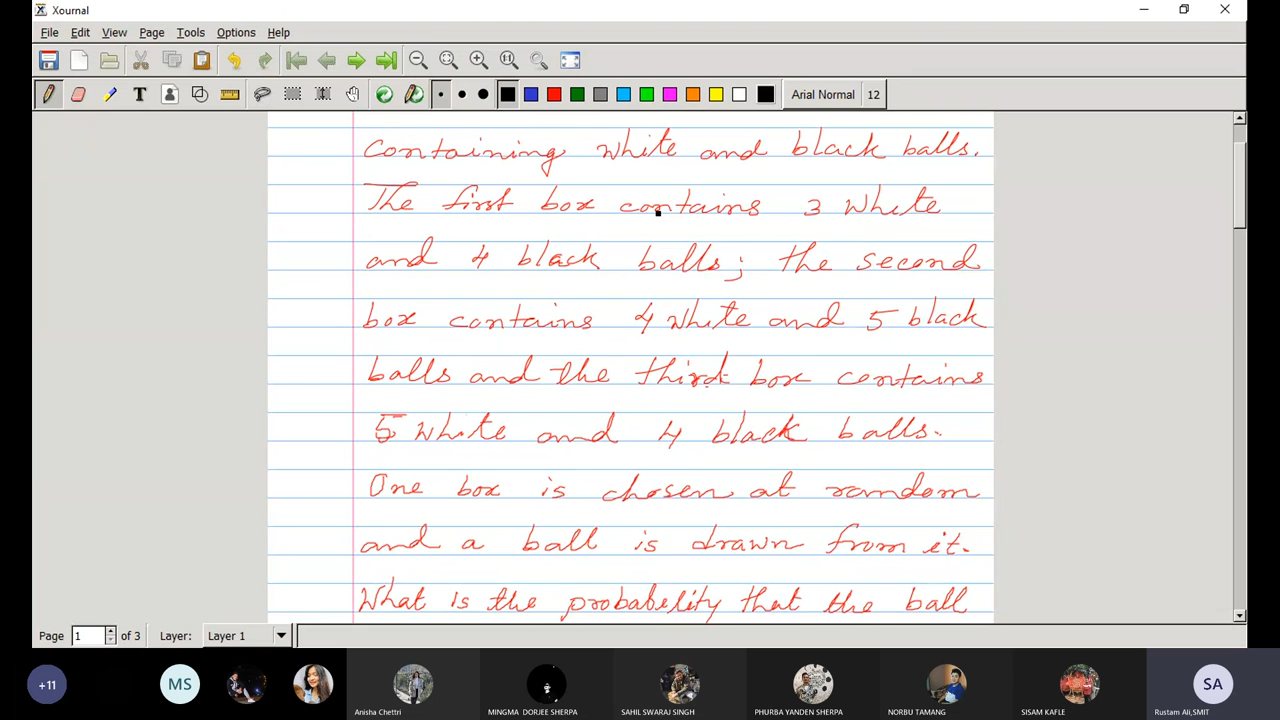 Xournal
File Edit View Page Tools Options Help
Arial Normal 12
Containing white and black balls.
The first box contains 3 white
and 4 black balls; the second
box contains 4 white and 5 black
balls and the third box contains
5 white and 4 black balls.
One box is chosen at random
and a ball is drawn from it.
What is the probability that the ball
Page 1 of 3 Layer: Layer 1
+11 MS SA
Anisha Chettri MINGMA DORJEE SHERPA SAHIL SWARAJ SINGH PHURBA YANDEN SHERPA NORBU TAMANG SISAM KAFLE Rustam Ali,SMIT